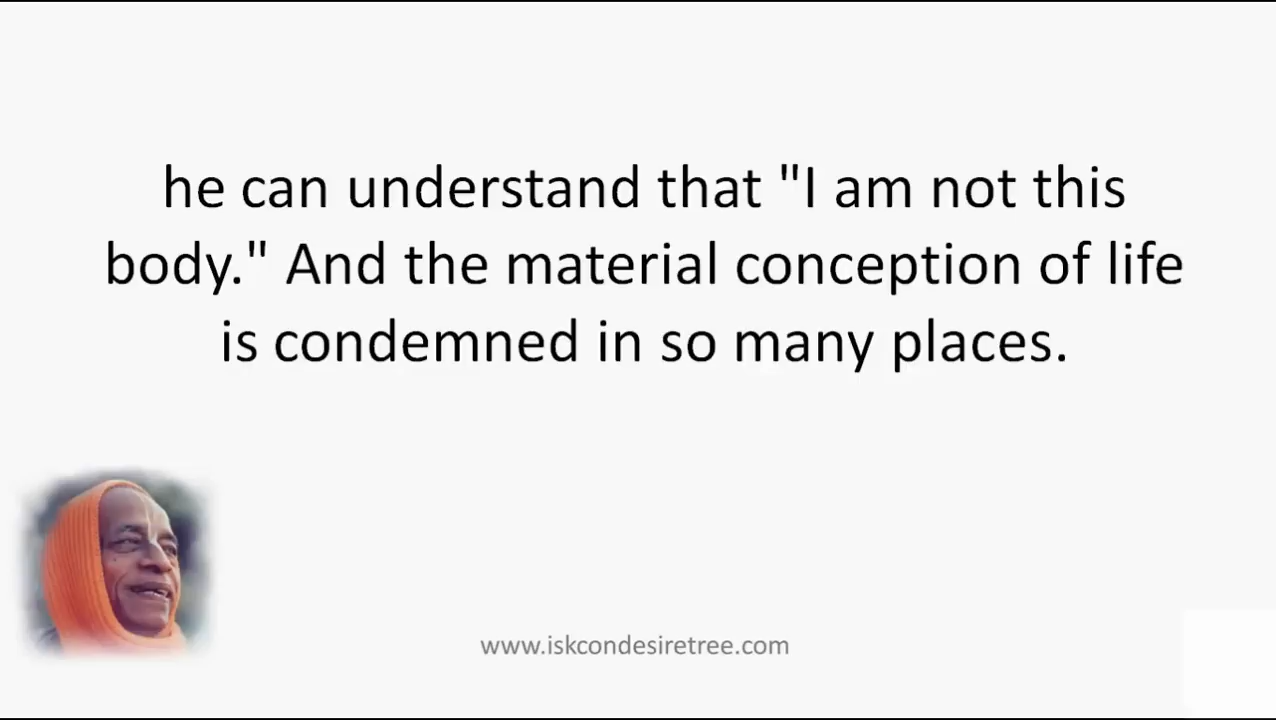 he can understand that "I am not this
body." And the material conception of life
is condemned in so many places.
www.iskcondesiretree.com